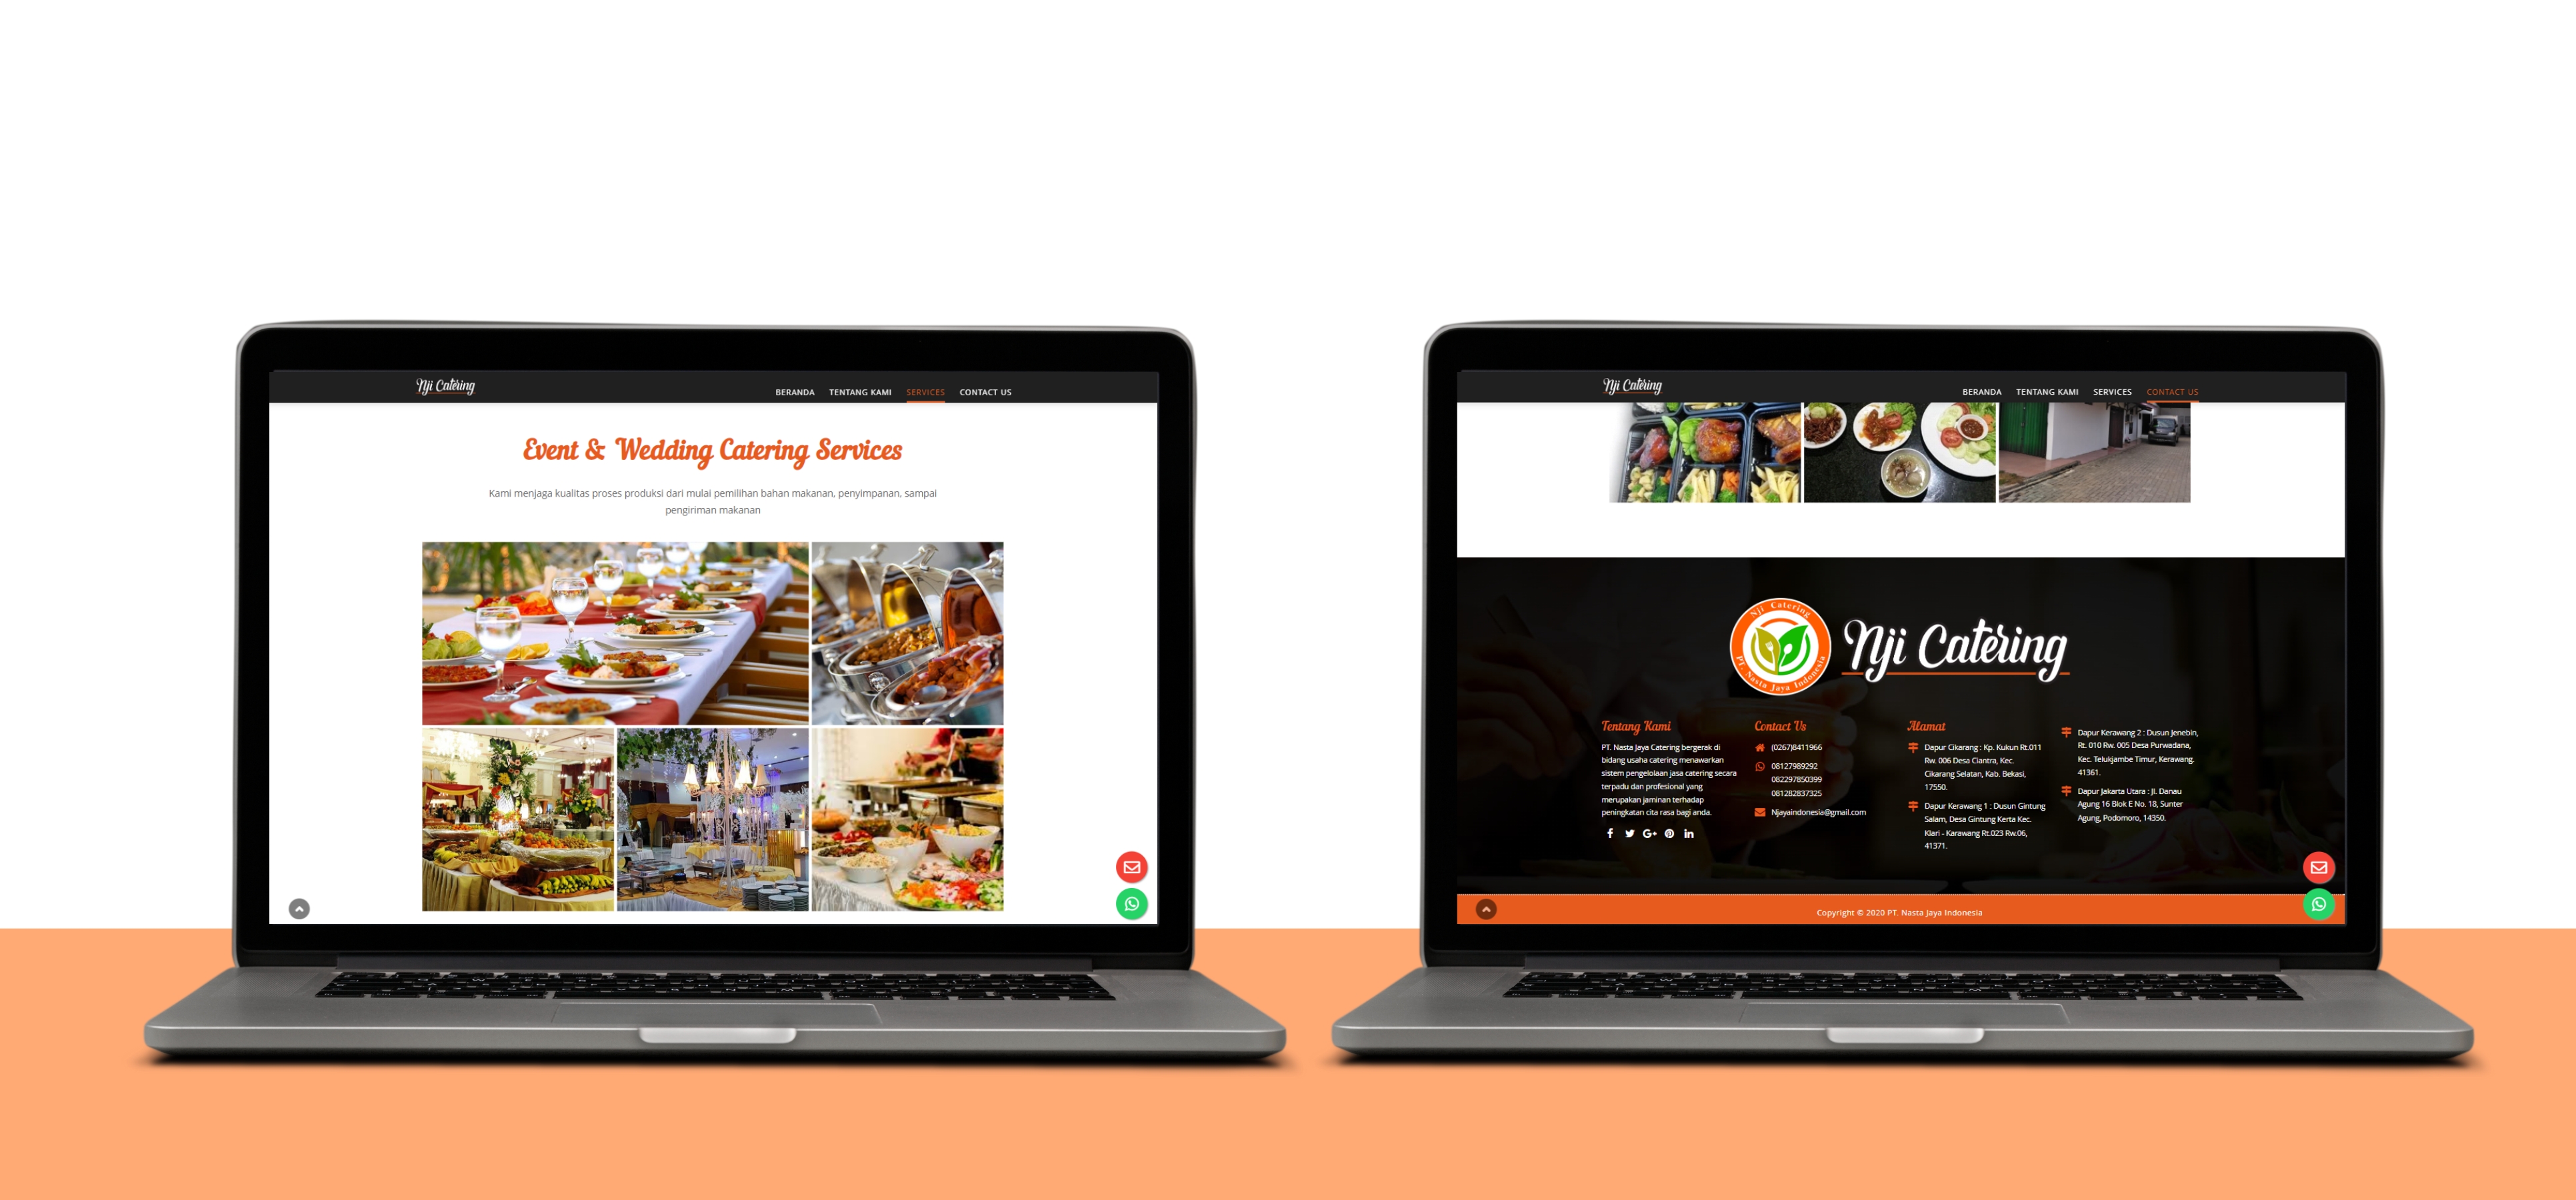 Nji Catering
BERANDA TENTANG KAMI SERVICES CONTACT US
Event & Wedding Catering Services
Kami menjaga kualitas proses produksi dari mulai pemilihan bahan makanan, penyimpanan, sampai
pengiriman makanan
Nji Catering
BERANDA TENTANG KAMI SERVICES CONTACT US
Nji Catering
PT. Nasta Jaya Indonesia
Nji Catering
Tentang Kami
PT. Nasta Jaya Catering bergerak di
bidang usaha catering menawarkan
sistem pengelolaan jasa catering secara
terpadu dan profesional yang
merupakan jaminan terhadap
peningkatan cita rasa bagi anda.
Contact Us
(0267)8411966
08127989292
082297850399
081282837325
Njayaindonesia@gmail.com
Alamat
Dapur Cikarang : Kp. Kukun Rt.011
Rw. 006 Desa Ciantra, Kec.
Cikarang Selatan, Kab. Bekasi,
17550.
Dapur Kerawang 1 : Dusun Gintung
Salam, Desa Gintung Kerta Kec.
Klari - Karawang Rt.023 Rw.06,
41371.
Dapur Kerawang 2 : Dusun Jenebin,
Rt. 010 Rw. 005 Desa Purwadana,
Kec. Telukjambe Timur, Kerawang.
41361.
Dapur Jakarta Utara : Jl. Danau
Agung 16 Blok E No. 18, Sunter
Agung, Podomoro, 14350.
Copyright © 2020 PT. Nasta Jaya Indonesia